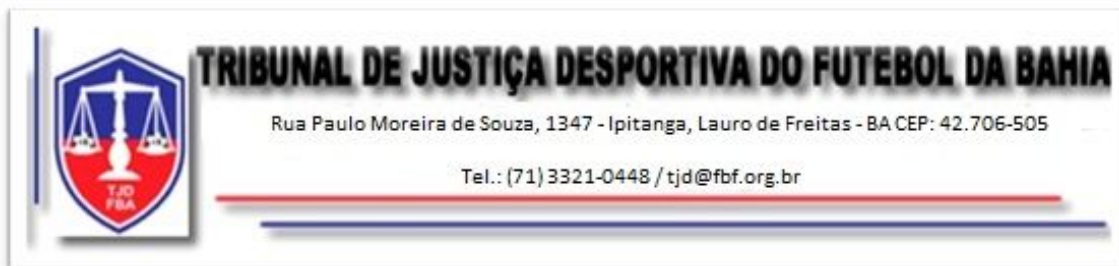 TRIBUNAL DE JUSTIÇA DESPORTIVA DO FUTEBOL DA BAHIA
Rua Paulo Moreira de Souza, 1347 - Ipitanga, Lauro de Freitas - BA CEP: 42.706-505
Tel.: (71) 3321-0448 / tjd@fbf.org.br
TJD
FBA